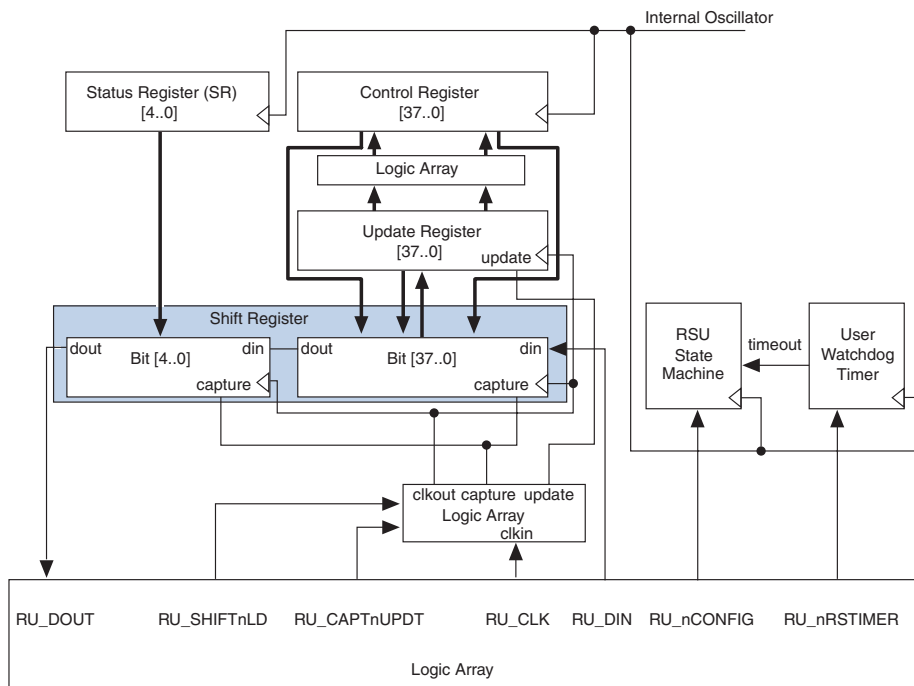 Internal Oscillator
Status Register (SR)
[4..0]
Control Register
[37..0]
Logic Array
Update Register
[37..0]
update
Shift Register
dout
Bit [4..0]
din
capture
dout
Bit [37..0]
din
capture
RSU
State
Machine
timeout
User
Watchdog
Timer
clkout capture update
Logic Array
clkin
RU_DOUT
RU_SHIFTnLD
RU_CAPTnUPDT
RU_CLK
RU_DIN
RU_nCONFIG
RU_nRSTIMER
Logic Array